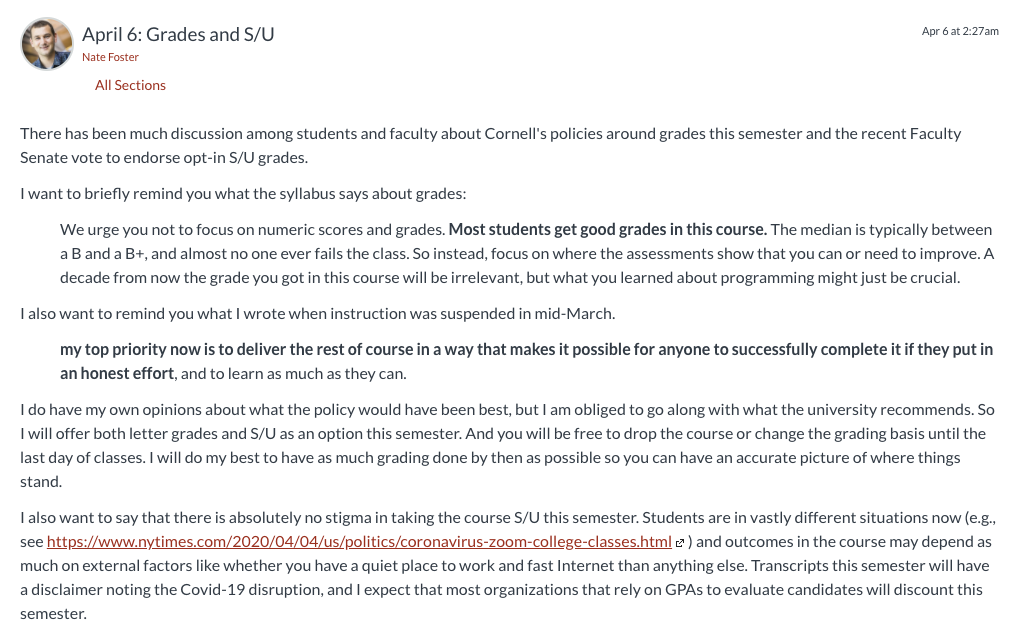 April 6: Grades and S/U
Apr 6 at 2:27am
Nate Foster
All Sections
There has been much discussion among students and faculty about Cornell's policies around grades this semester and the recent Faculty
Senate vote to endorse opt-in S/U grades.
I want to briefly remind you what the syllabus says about grades:
We urge you not to focus on numeric scores and grades. Most students get good grades in this course. The median is typically between
a B and a B+, and almost no one ever fails the class. So instead, focus on where the assessments show that you can or need to improve. A
decade from now the grade you got in this course will be irrelevant, but what you learned about programming might just be crucial.
I also want to remind you what I wrote when instruction was suspended in mid-March.
my top priority now is to deliver the rest of course in a way that makes it possible for anyone to successfully complete it if they put in
an honest effort, and to learn as much as they can.
I do have my own opinions about what the policy would have been best, but I am obliged to go along with what the university recommends. So
I will offer both letter grades and S/U as an option this semester. And you will be free to drop the course or change the grading basis until the
last day of classes. I will do my best to have as much grading done by then as possible so you can have an accurate picture of where things
stand.
I also want to say that there is absolutely no stigma in taking the course S/U this semester. Students are in vastly different situations now (e.g.,
see https://www.nytimes.com/2020/04/04/us/politics/coronavirus-zoom-college-classes.html ) and outcomes in the course may depend as
much on external factors like whether you have a quiet place to work and fast Internet than anything else. Transcripts this semester will have
a disclaimer noting the Covid-19 disruption, and I expect that most organizations that rely on GPAs to evaluate candidates will discount this
semester.